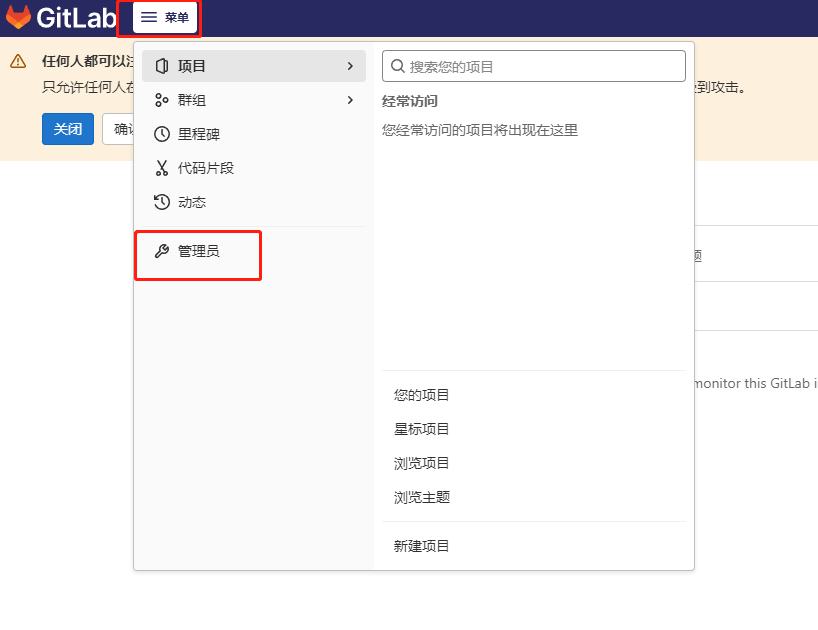 GitLab
菜单
任何人都可以
只允许任何人在
到攻击。
关闭
确
项目
群组
里程碑
代码片段
动态
管理员
搜索您的项目
经常访问
您经常访问的项目将出现在这里
您的项目
星标项目
浏览项目
浏览主题
新建项目
monitor this GitLab